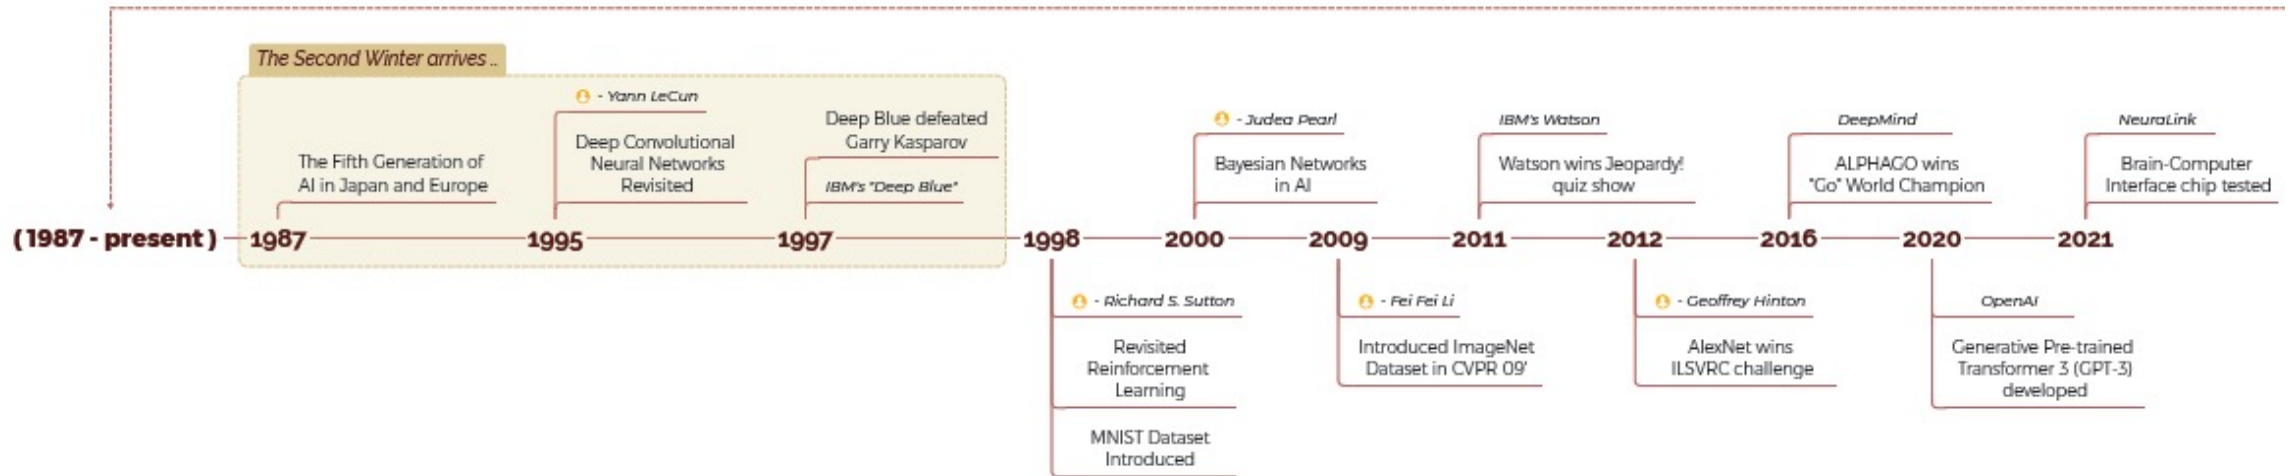 The Second Winter arrives ..
- Yann LeCun
Deep Convolutional
Neural Networks
Revisited
Deep Blue defeated
Garry Kasparov
IBM's "Deep Blue"
The Fifth Generation of
AI in Japan and Europe
- Judea Pearl
Bayesian Networks
in AI
IBM's Watson
Watson wins Jeopardy!
quiz show
DeepMind
ALPHAGO wins
"Go" World Champion
NeuraLink
Brain-Computer
Interface chip tested
(1987 - present) 1987 1995 1997 1998 2000 2009 2011 2012 2016 2020 2021
- Richard S. Sutton
Revisited
Reinforcement
Learning
MNIST Dataset
Introduced
- Fei Fei Li
Introduced ImageNet
Dataset in CVPR 09'
- Geoffrey Hinton
AlexNet wins
ILSVRC challenge
OpenAI
Generative Pre-trained
Transformer 3 (GPT-3)
developed